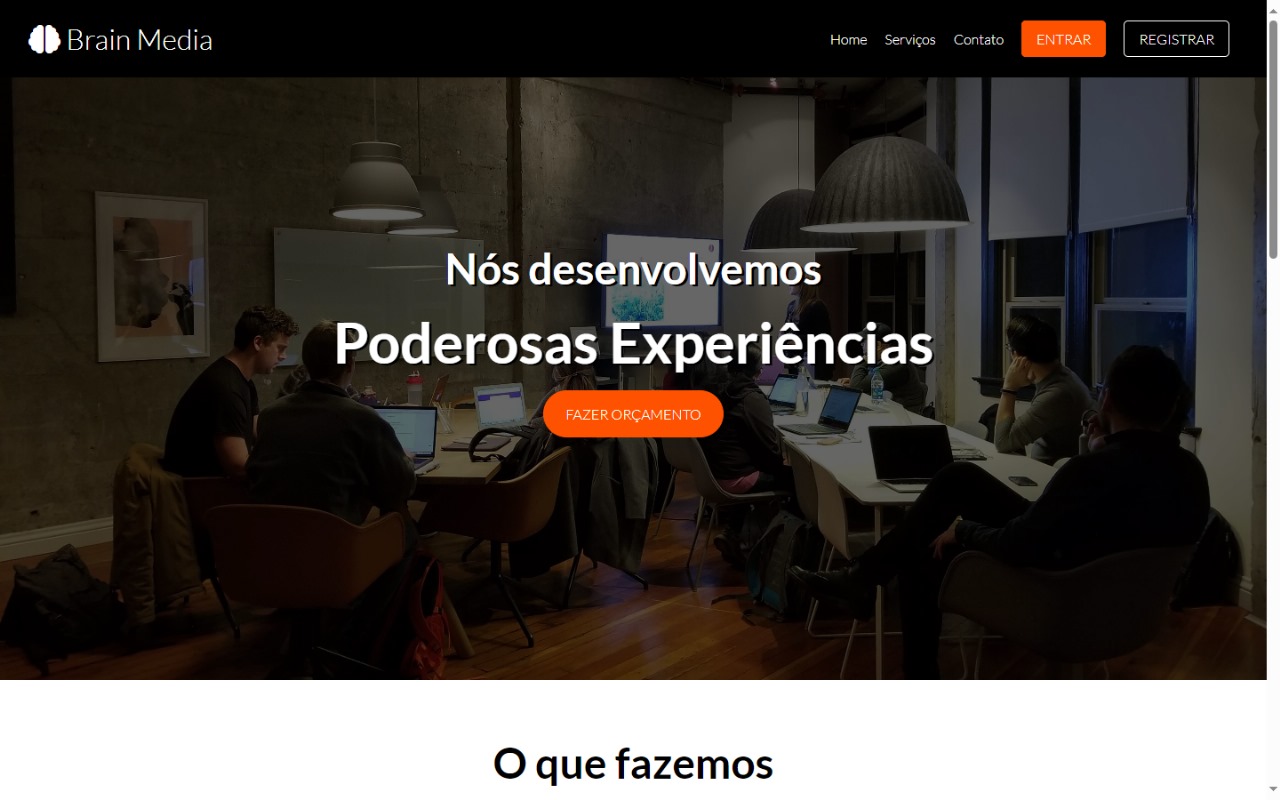 Brain Media
Home
Serviços
Contato
ENTRAR
REGISTRAR
Nós desenvolvemos
Poderosas Experiências
FAZER ORÇAMENTO
O que fazemos